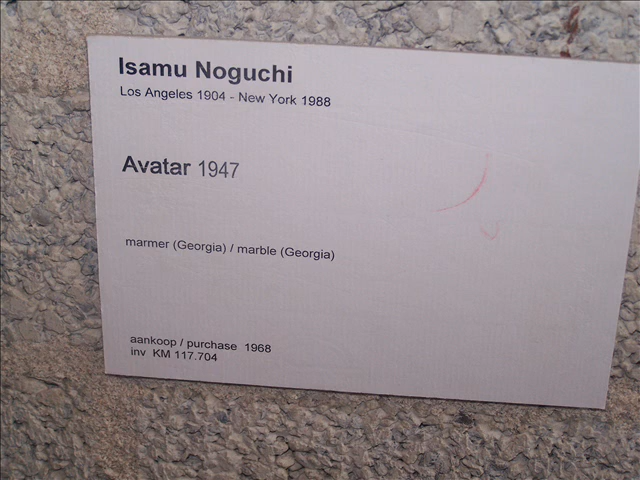 Isamu Noguchi
Los Angeles 1904 - New York 1988
Avatar 1947
marmer (Georgia) / marble (Georgia)
aankoop / purchase 1968
inv KM 117.704